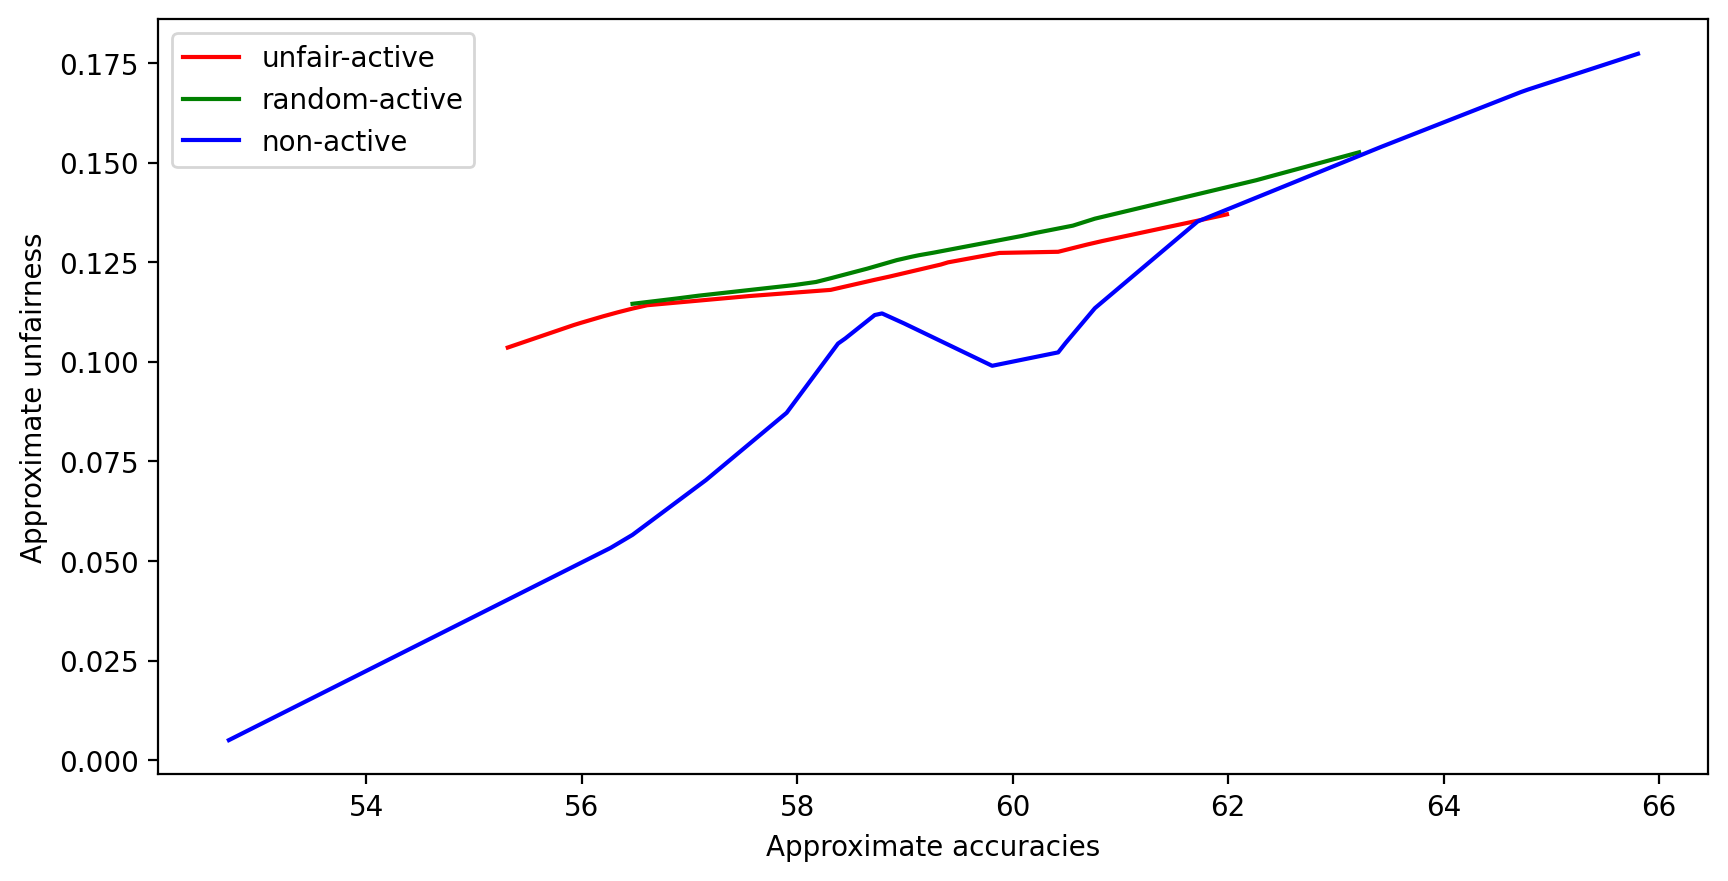 unfair-active
random-active
non-active
0.175
0.150
0.125
0.100
0.075
0.050
0.025
0.000
Approximate unfairness
54 56 58 60 62 64 66
Approximate accuracies